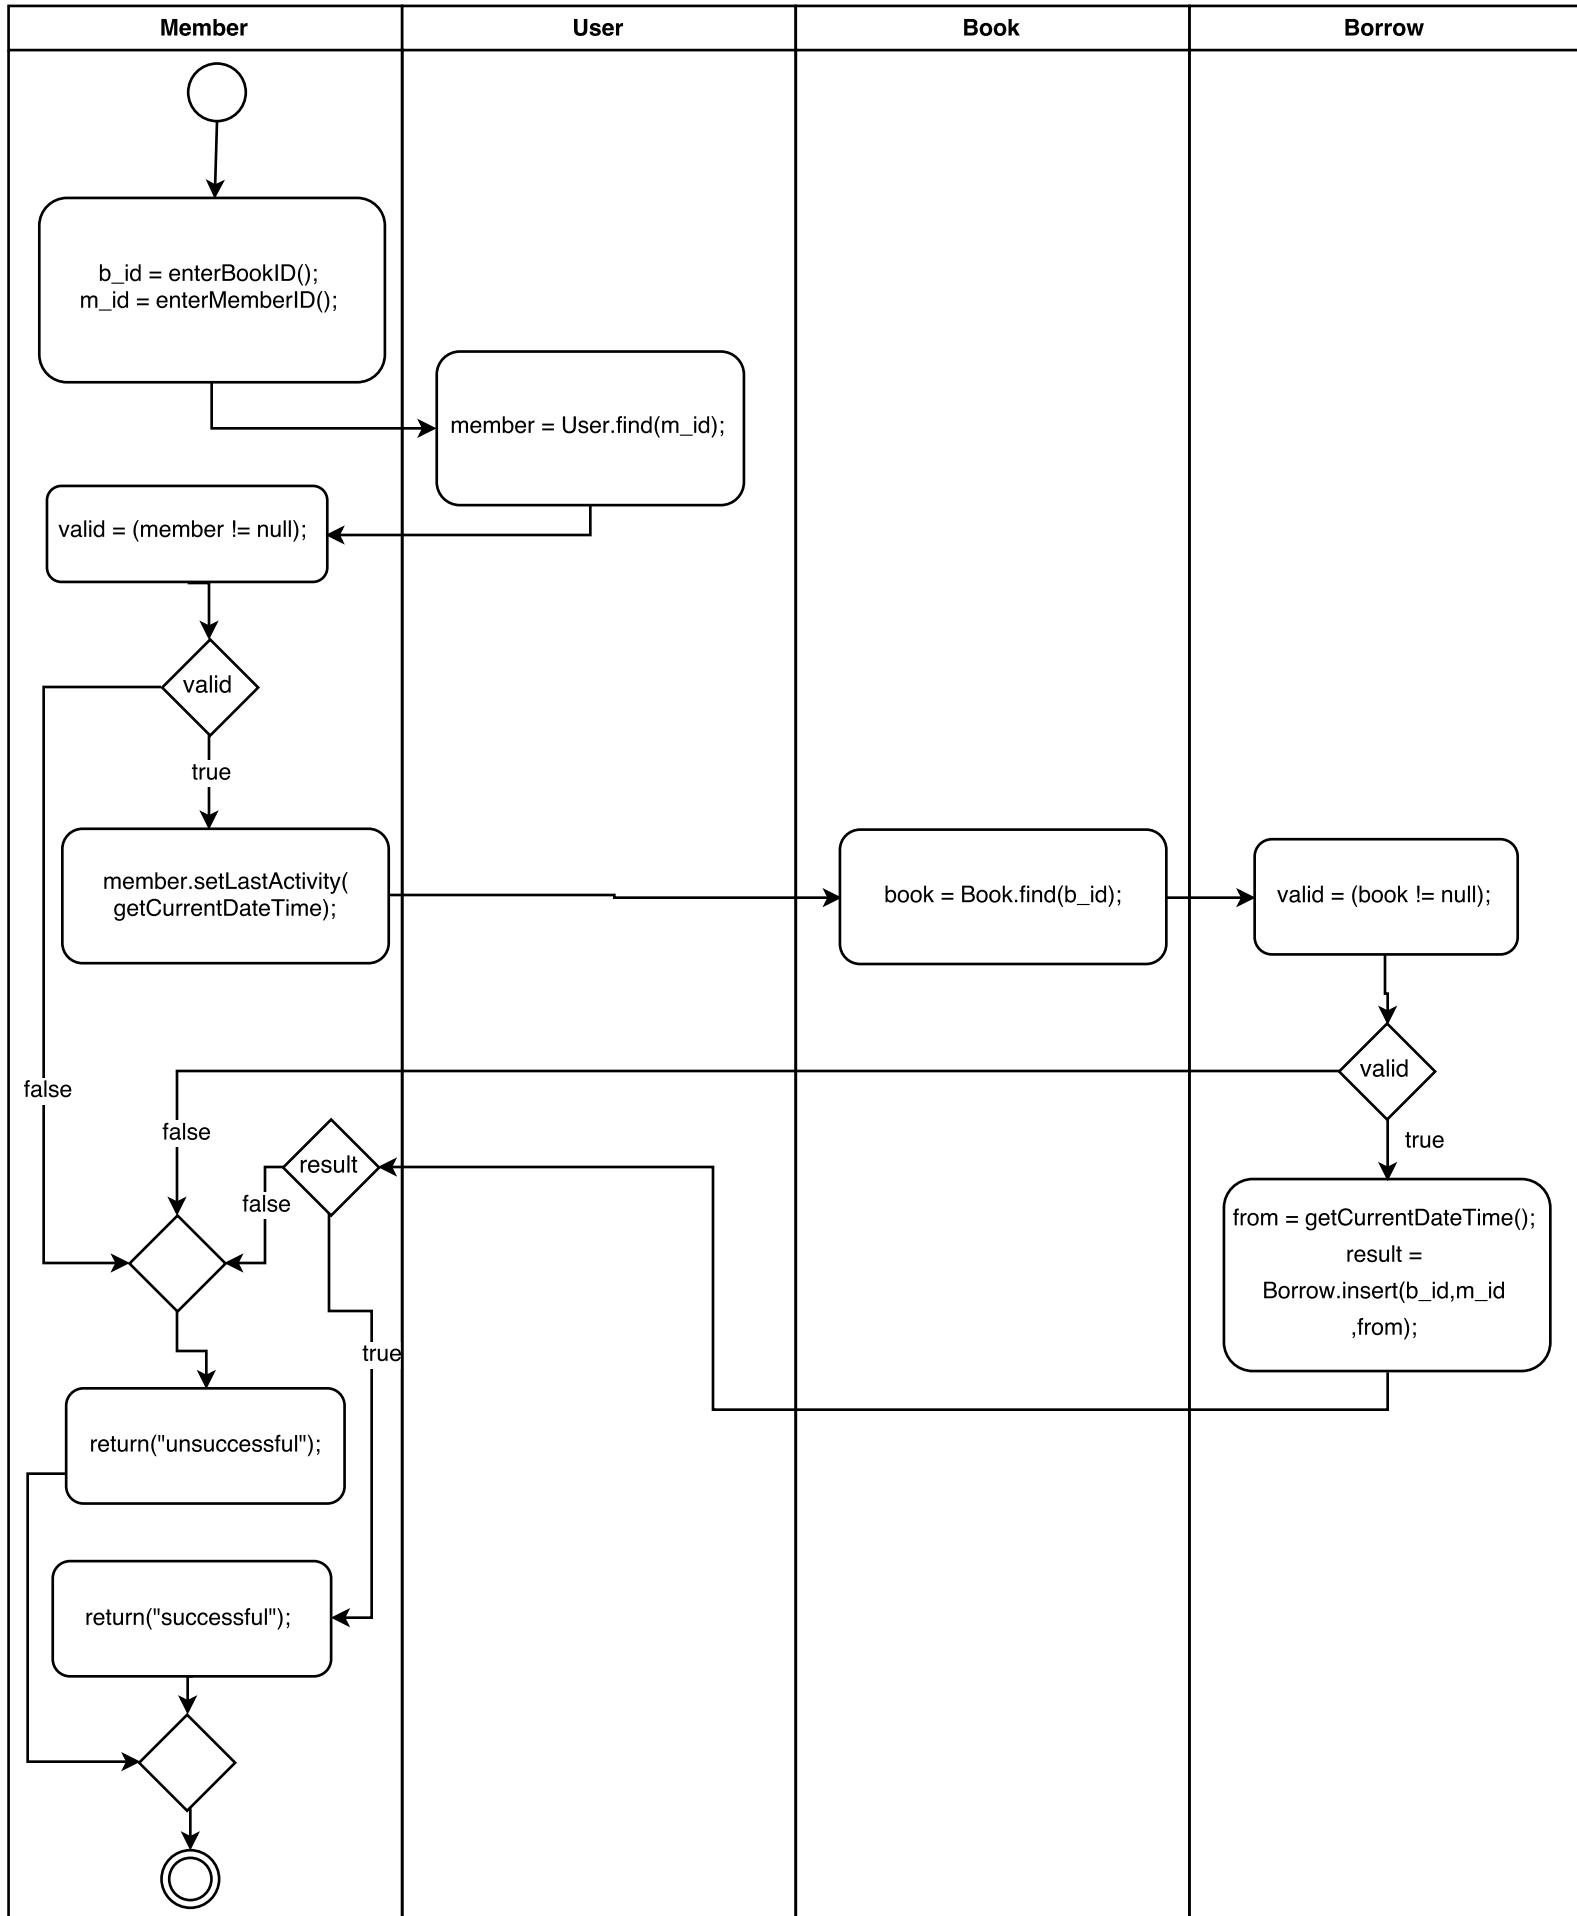 Member
User
Book
Borrow
b_id = enterBookID();
m_id = enterMemberID();
member = User.find(m_id);
valid = (member != null);
valid
true
member.setLastActivity(
getCurrentDateTime);
book = Book.find(b_id);
valid = (book != null);
valid
false
false
true
result
false
from = getCurrentDateTime();
result =
Borrow.insert(b_id,m_id
,from);
true
return("unsuccessful");
return("successful");